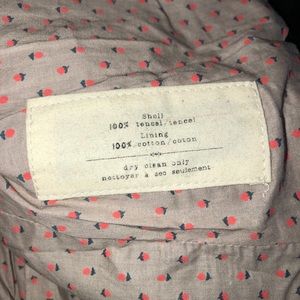 Shell
100% tencel/tencel
Lining
100% cotton/coton
dry clean only
nettoyer à sec seulement